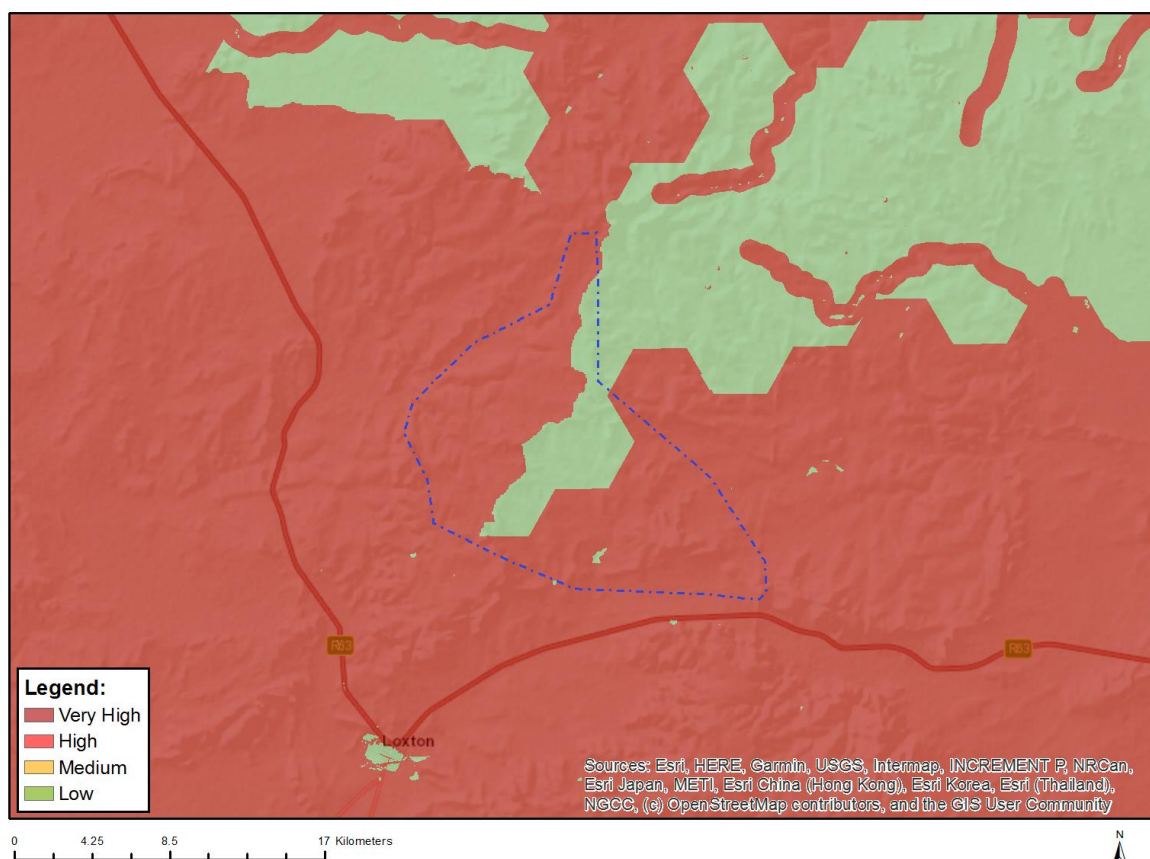 R63
R63
Loxton
Legend:
Very High
High
Medium
Low
Sources: Esri, HERE, Garmin, USGS, Intermap, INCREMENT P, NRCan,
Esri Japan, METI, Esri China (Hong Kong), Esri Korea, Esri (Thailand),
NGCC, (c) OpenStreetMap contributors, and the GIS User Community
0 4.25 8.5 17 Kilometers
N